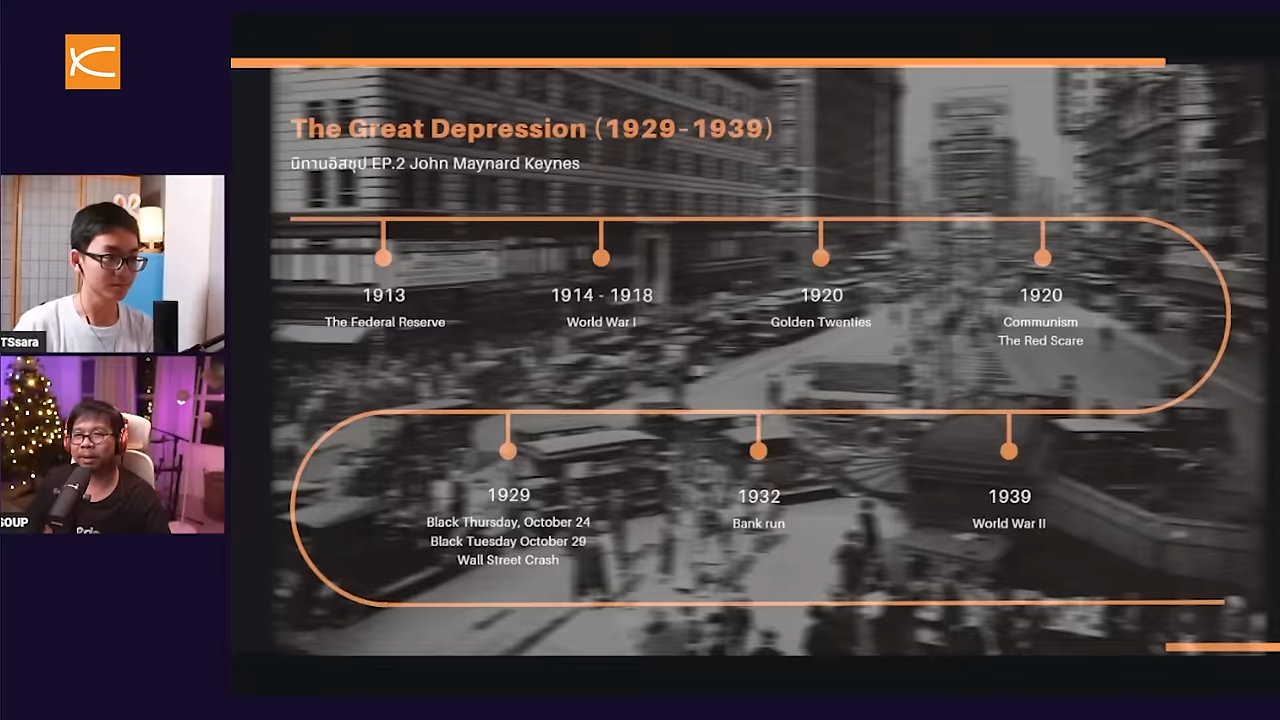 The Great Depression (1929-1939)
นิทานอิสซุป EP.2 John Maynard Keynes
1913
The Federal Reserve
1914 - 1918
World War I
1920
Golden Twenties
1920
Communism
The Red Scare
1929
Black Thursday, October 24
Black Tuesday October 29
Wall Street Crash
1932
Bank run
1939
World War II
TSsara
SOUP